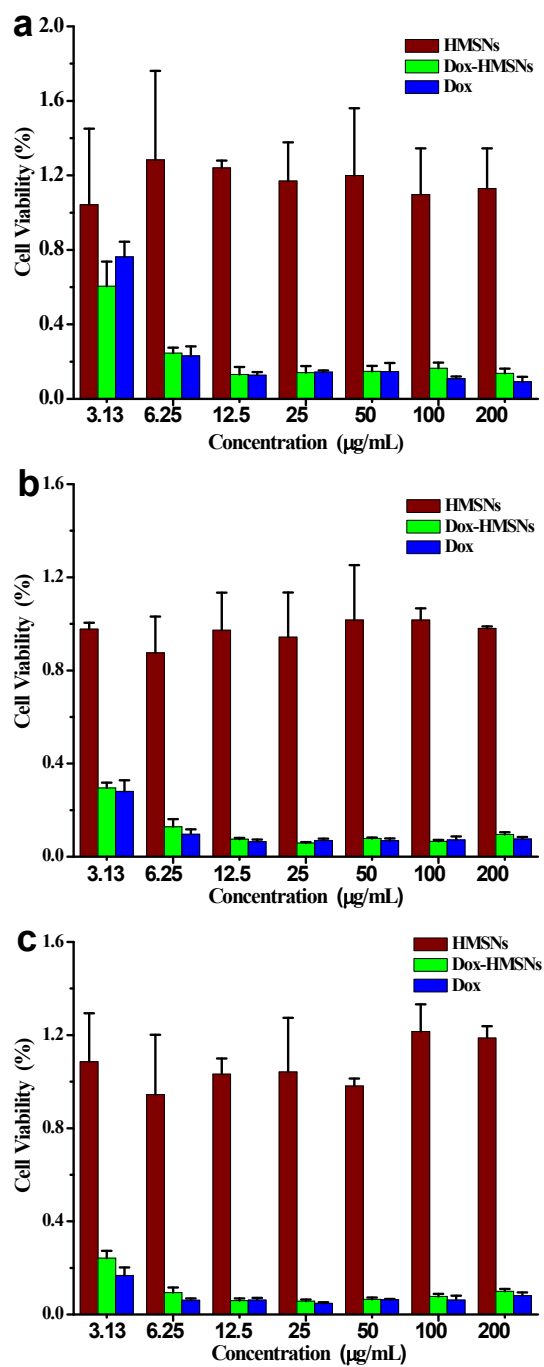 a
HMSNs
Dox-HMSNs
Dox
Cell Viability (%)
2.0
1.6
1.2
0.8
0.4
0.0
3.13 6.25 12.5 25 50 100 200
Concentration (μg/mL)
b
HMSNs
Dox-HMSNs
Dox
Cell Viability (%)
1.6
1.2
0.8
0.4
0.0
3.13 6.25 12.5 25 50 100 200
Concentration (μg/mL)
c
HMSNs
Dox-HMSNs
Dox
Cell Viability (%)
1.6
1.2
0.8
0.4
0.0
3.13 6.25 12.5 25 50 100 200
Concentration (μg/mL)